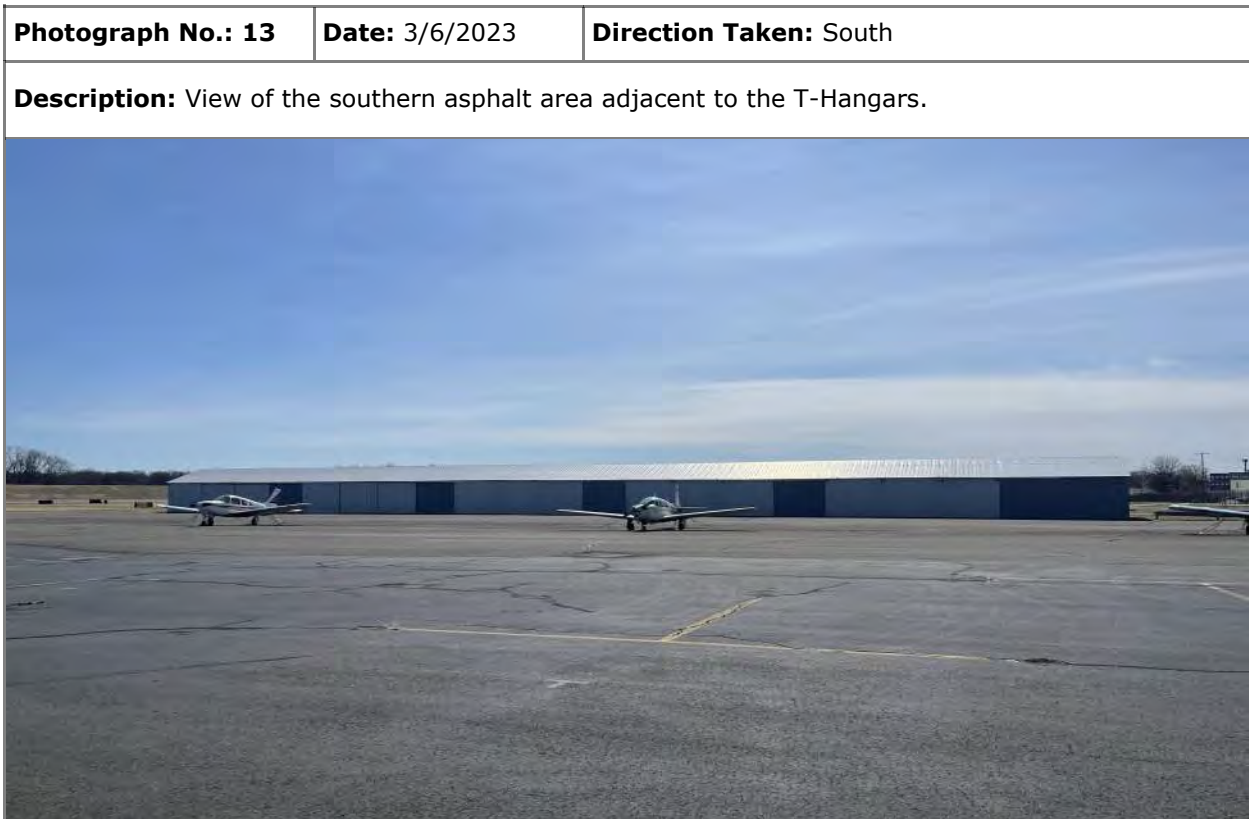 Photograph No.: 13
Date: 3/6/2023
Direction Taken: South
Description: View of the southern asphalt area adjacent to the T-Hangars.